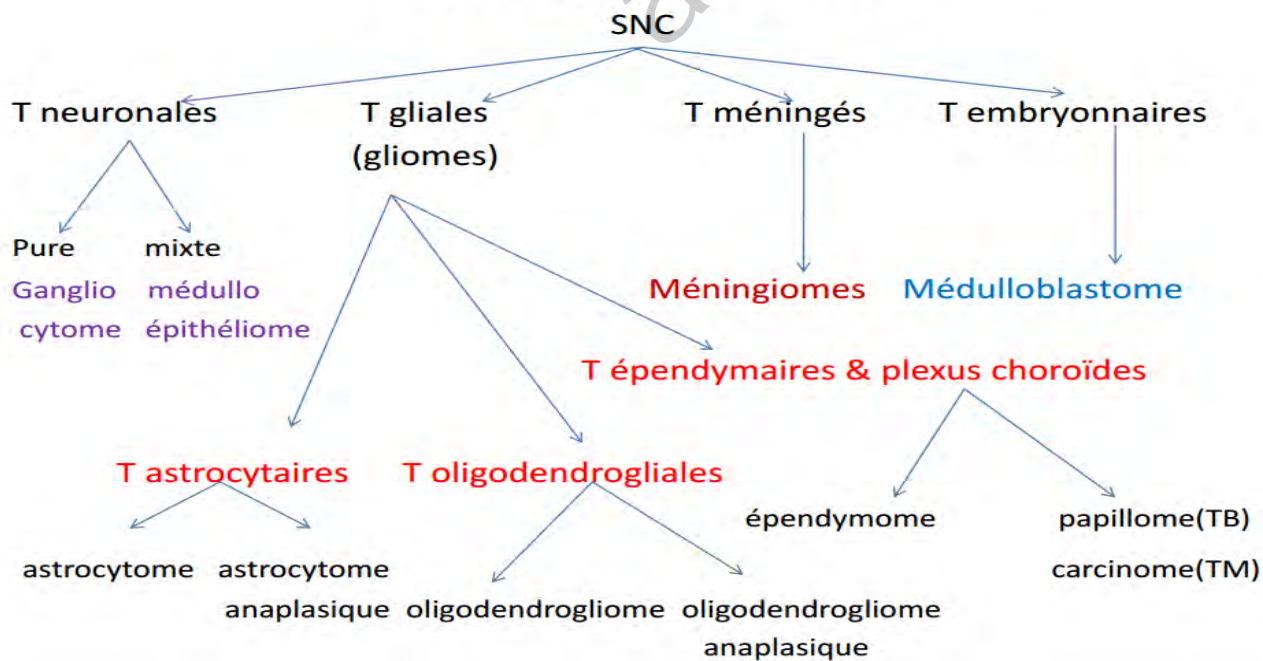 SNC
T neuronales
T gliales
(gliomes)
T méningés
T embryonnaires
Pure
mixte
Ganglio
cytome
médullo
épithéliome
Méningiomes
Médulloblastome
T épendymaires & plexus choroïdes
T astrocytaires
T oligodendrogliales
astrocytome
astrocytome
anaplasique
oligodendrogliome
oligodendrogliome
anaplasique
épendymome
papillome(TB)
carcinome(TM)